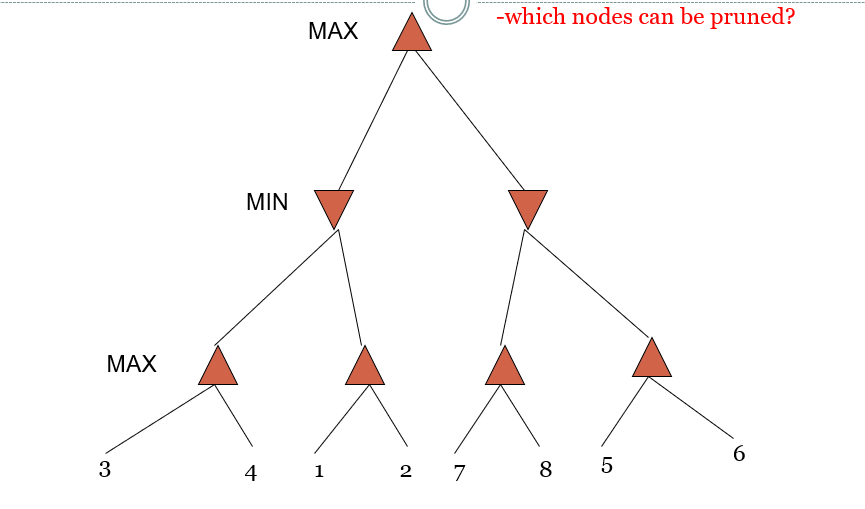 -which nodes can be pruned?
MAX
MIN
MAX
3 4 1 2 7 8 5 6